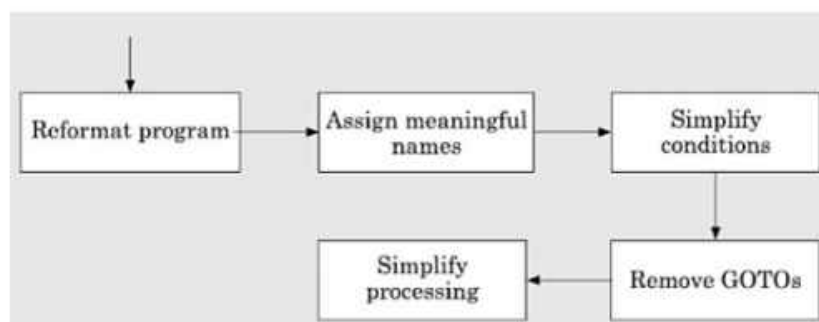 Reformat program
Assign meaningful
names
Simplify
conditions
Remove GOTOs
Simplify
processing